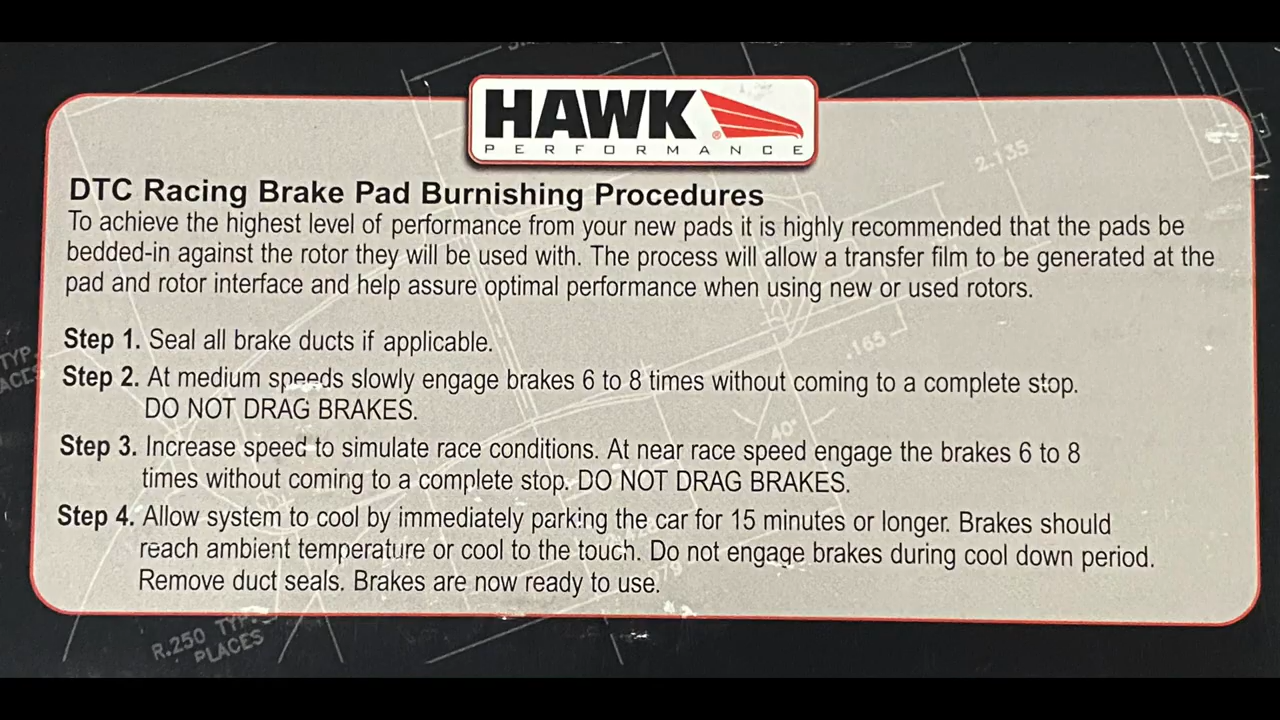 HAWK®
PERFORMANCE
2.135
DTC Racing Brake Pad Burnishing Procedures
To achieve the highest level of performance from your new pads it is highly recommended that the pads be
bedded-in against the rotor they will be used with. The process will allow a transfer film to be generated at the
pad and rotor interface and help assure optimal performance when using new or used rotors.
Step 1. Seal all brake ducts if applicable.
.165
TYP.
Step 2. At medium speeds slowly engage brakes 6 to 8 times without coming to a complete stop.
DO NOT DRAG BRAKES.
40°
Step 3. Increase speed to simulate race conditions. At near race speed engage the brakes 6 to 8
times without coming to a complete stop. DO NOT DRAG BRAKES.
Step 4. Allow system to cool by immediately parking the car for 15 minutes or longer. Brakes should
reach ambient temperature or cool to the touch. Do not engage brakes during cool down period.
Remove duct seals. Brakes are now ready to use.
R.250 TYP.
PLACES